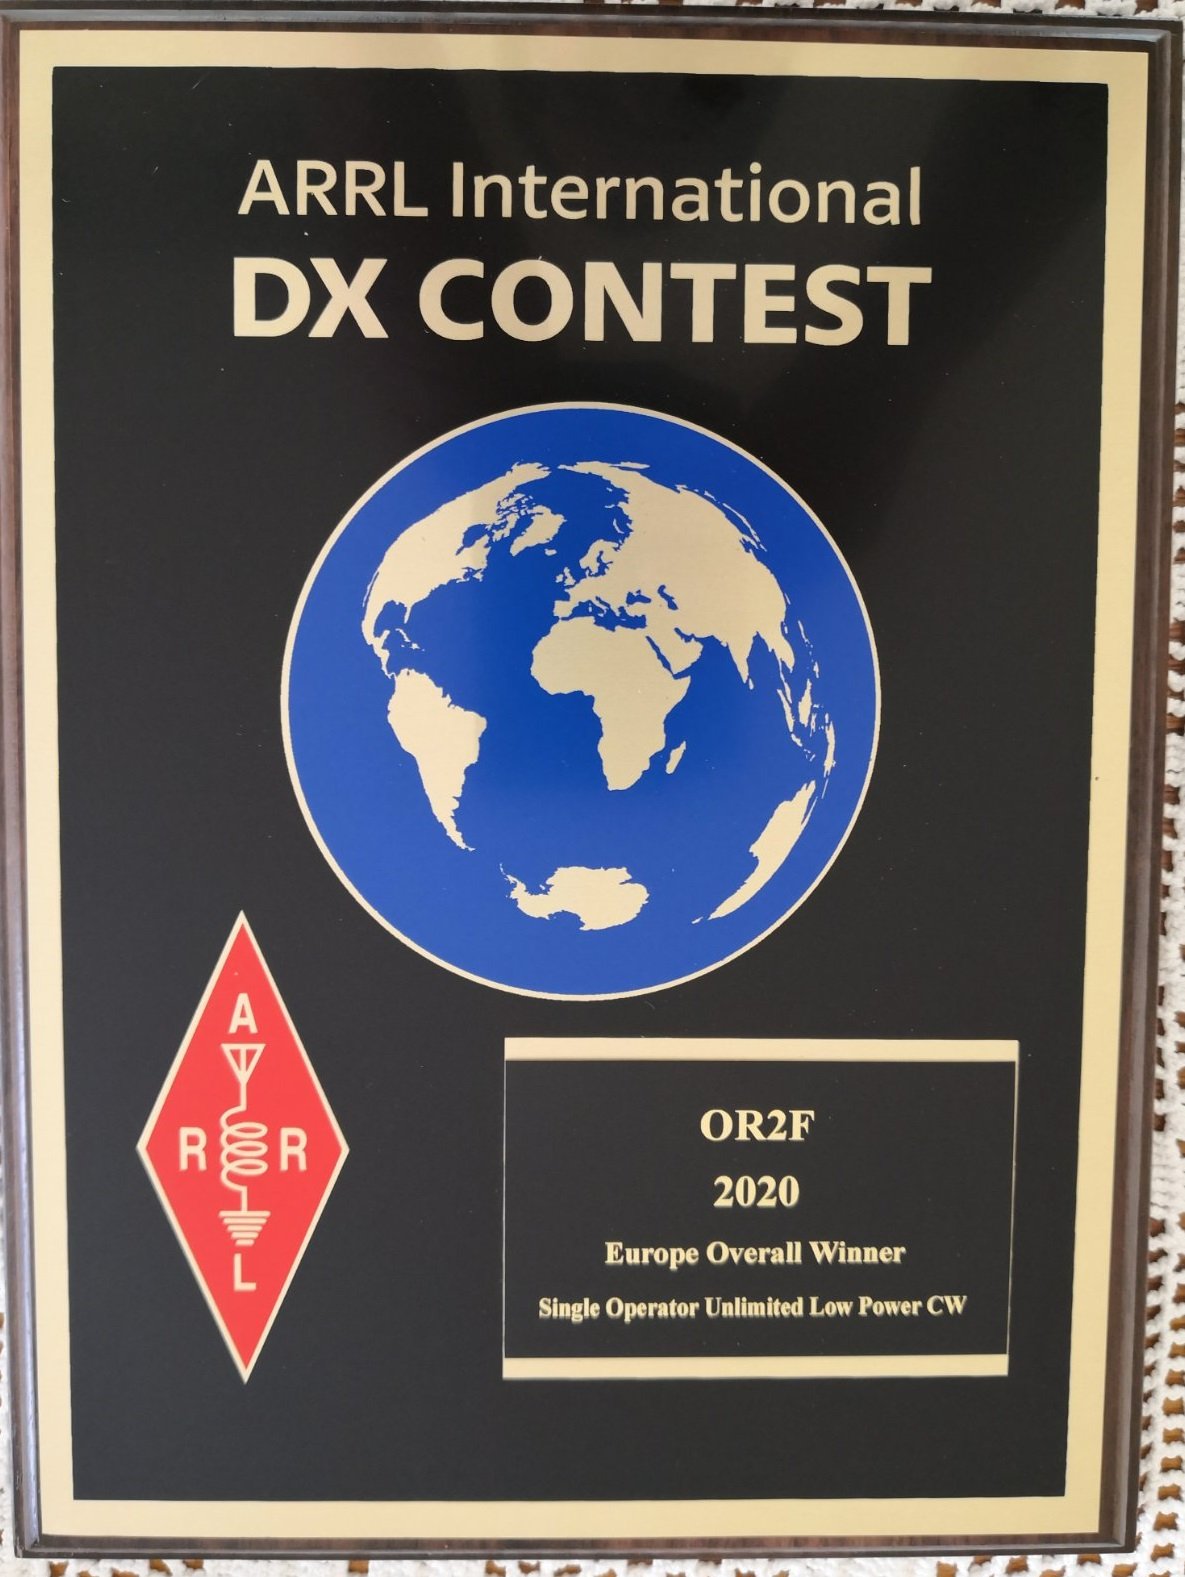 ARRL International
DX CONTEST
A
R R
L
OR2F
2020
Europe Overall Winner
Single Operator Unlimited Low Power CW